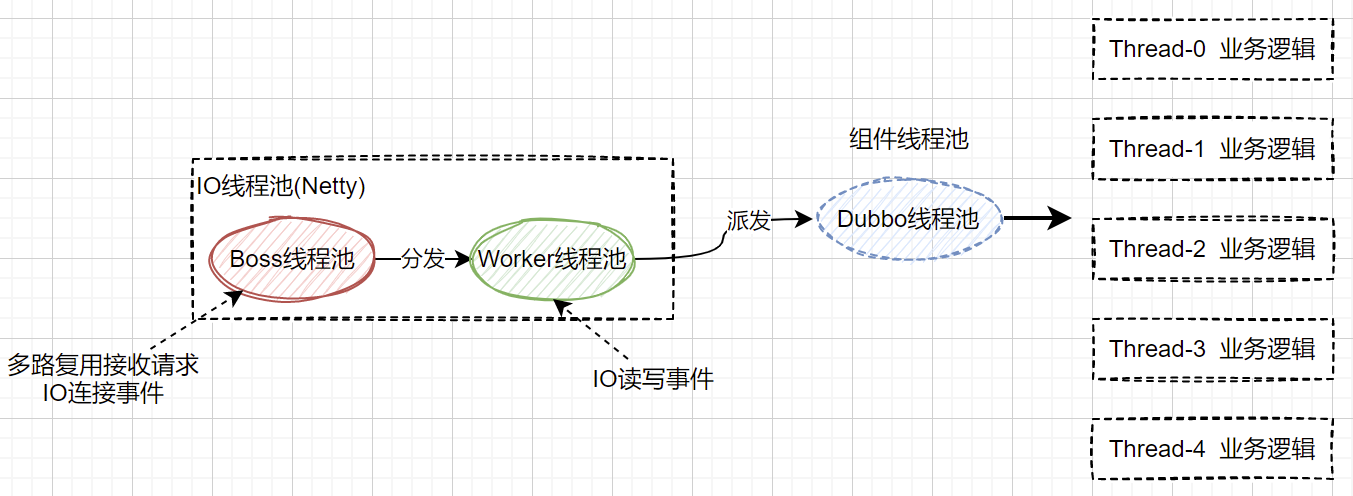 IO线程池(Netty)
Boss线程池
分发
Worker线程池
多路复用接收请求
IO连接事件
IO读写事件
派发
组件线程池
Dubbo线程池
Thread-0 业务逻辑
Thread-1 业务逻辑
Thread-2 业务逻辑
Thread-3 业务逻辑
Thread-4 业务逻辑